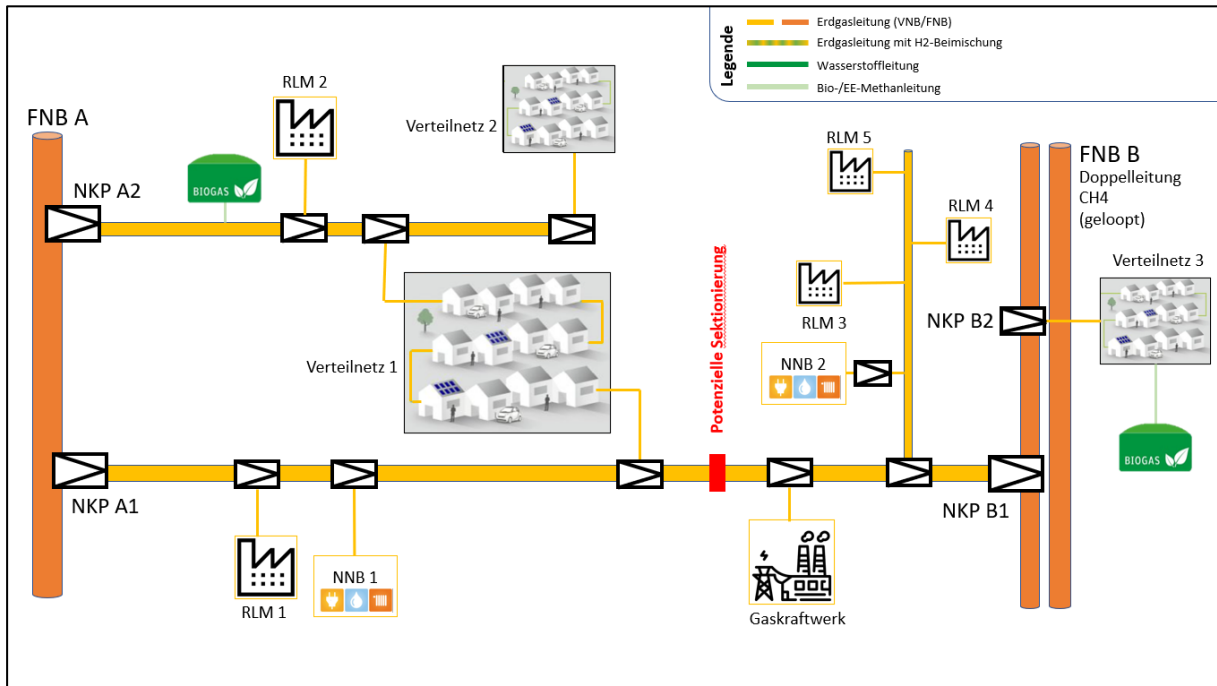 Legende
Erdgasleitung (VNB/FNB)
Erdgasleitung mit H2-Beimischung
Wasserstoffleitung
Bio-/EE-Methanleitung
FNB A
NKP A2
BIOGAS
RLM 2
Verteilnetz 2
Verteilnetz 1
NKP A1
RLM 1
NNB 1
Potenzielle Sektionierung
RLM 5
RLM 4
RLM 3
NNB 2
Gaskraftwerk
FNB B
Doppelleitung
CH4
(geloopt)
Verteilnetz 3
NKP B2
NKP B1
BIOGAS